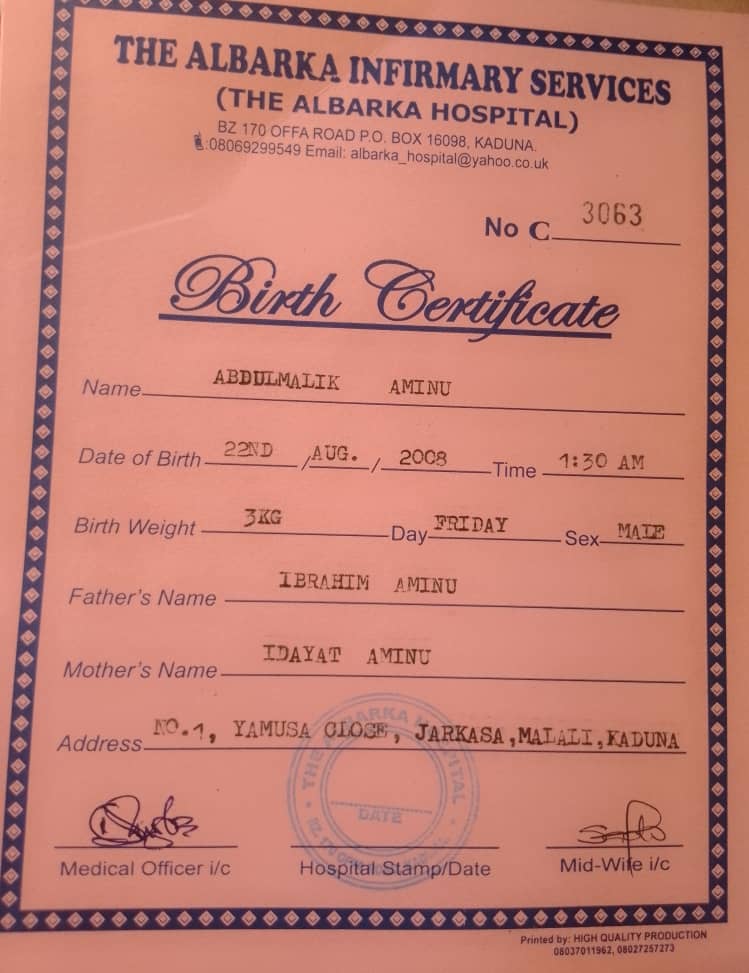 THE ALBARKA INFIRMARY SERVICES
(THE ALBARKA HOSPITAL)
BZ 170 OFFA ROAD P.O. BOX 16098, KADUNA.
:08069299549 Email: albarka_hospital@yahoo.co.uk
No C 3063
Birth Certificate
Name ABDULMALIK AMINU
Date of Birth 22ND / AUG. / 2008 Time 1:30 AM
Birth Weight 3KG Day FRIDAY Sex MALE
Father's Name IBRAHIM AMINU
Mother's Name IDAYAT AMINU
Address NO.1, YAMUSA CLOSE, JARKASA, MALALI, KADUNA
THE ALBARKA HOSPITAL
DATE
Medical Officer i/c Hospital Stamp/Date Mid-Wife i/c
Printed by: HIGH QUALITY PRODUCTION
08037011962, 08027257273